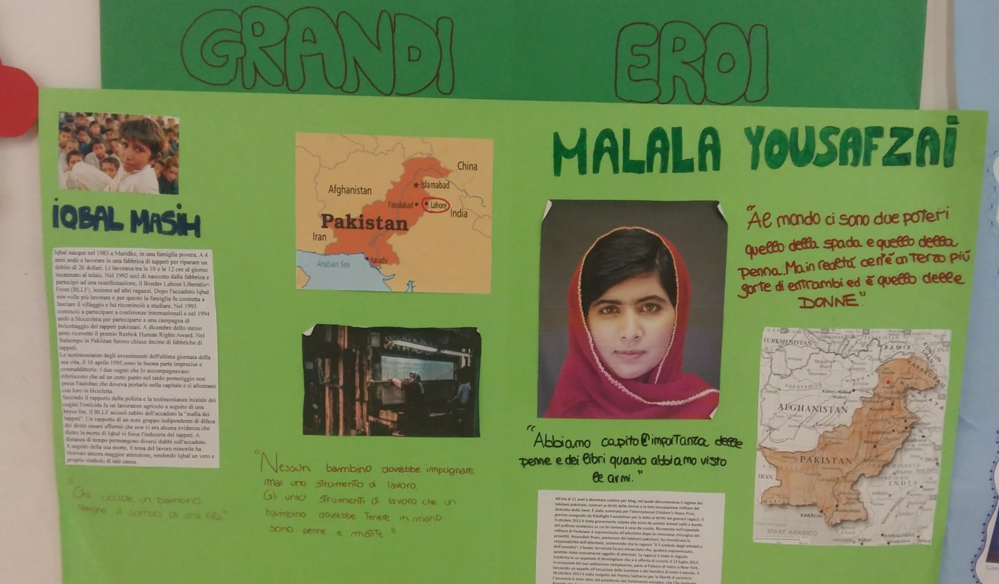 GRANDI EROI
IQBAL MASIH
Iqbal nacque nel 1983 a Muridke, in una famiglia povera. A 4
anni andò a lavorare in una fabbrica di tappeti per riparare un
debito di 26 dollari. Lì lavorava tra le 10 e le 12 ore al giorno
incatenato al telaio. Nel 1992 uscì di nascosto dalla fabbrica e
partecipò ad una manifestazione, il Bonder Labour Liberation
Front (BLLF), insieme ad altri ragazzi. Dopo l'accaduto Iqbal
non volle più lavorare e per questo la famiglia fu costretta a
lasciare il villaggio e lui ricominciò a studiare. Nel 1993
cominciò a partecipare a conferenze internazionali e nel 1994
andò a Stoccolma per partecipare a una campagna di
boicottaggio dei tappeti pakistani. A dicembre dello stesso
anno ricevette il premio Reebok Human Rights Award. Nel
frattempo in Pakistan furono chiuse decine di fabbriche di
tappeti.
Le testimonianze degli avvenimenti dell'ultima giornata della
sua vita, il 16 aprile 1995, sono in buona parte imprecise e
contraddittorie. I due cugini che lo accompagnavano
riferiscono che ad un certo punto nel tardo pomeriggio non
prese l'autobus che doveva portarlo nella capitale e si allontanò
con loro in bicicletta.
Secondo il rapporto della polizia e la testimonianza iniziale dei
cugini l'omicida fu un lavoratore agricolo a seguito di una
breve lite. Il BLLF accusò subito dell'accaduto la "mafia dei
tappeti". Un rapporto di un noto gruppo indipendente di difesa
dei diritti umani affermò che non vi era alcuna evidenza che
dietro la morte di Iqbal vi fosse l'industria dei tappeti. A
distanza di tempo permangono diversi dubbi sull'accaduto.
A seguito della sua morte, il tema del lavoro minorile ha
ricevuto ancora maggior attenzione, rendendo Iqbal un vero e
proprio simbolo di tale causa.
"Chi uccide un bambino
spegne il sorriso di una fata"
China
Afghanistan
Islamabad
Faisalabad
Lahore
India
Pakistan
Iran
Karachi
Arabian Sea
"Nessun bambino dovrebbe impugnare
mai uno strumento di lavoro.
Gli unici strumenti di lavoro che un
bambino dovrebbe tenere in mano
sono penne e matite"
MALALA YOUSAFZAI
"Al mondo ci sono due poteri
quello della spada e quello della
penna. Ma in realtà ce n'è un terzo più
forte di entrambi ed è quello delle
DONNE".
"Abbiamo capito l'importanza delle
penne e dei libri quando abbiamo visto
le armi."
TURKMENISTAN
PAMIR
KUNLUN
KARAKORAM
PAROPAMISO
AFGHANISTAN
PAKISTAN
IRAN
INDIA
KARĀCHI
MARE ARABICO
All'età di 11 anni è diventata celebre per blog, nel quale documentava il regime dei
talebani pakistani, contrari ai diritti delle donne e la loro occupazione militare del
distretto dello Swat. È stata nominata per l'International Children's Peace Prize,
premio assegnato da KidsRight Foundation per la lotta ai diritti dei giovani ragazzi. Il
9 ottobre 2012 è stata gravemente colpita alla testa da uomini armati saliti a bordo
del pullman scolastico su cui lei tornava a casa da scuola. Ricoverata nell'ospedale
militare di Peshawar è sopravvissuta all'attentato dopo la rimozione chirurgica dei
proiettili. Ihsanullah Ihsan, portavoce dei talebani pakistani, ha rivendicato la
responsabilità dell'attentato, sostenendo che la ragazza "è il simbolo degli infedeli e
dell'oscenità"; il leader terrorista ha poi minacciato che, qualora sopravvissuta,
sarebbe stata nuovamente oggetto di attentati. La ragazza è stata in seguito
trasferita in un ospedale di Birmingham che si è offerto di curarla. Il 12 luglio 2013,
in occasione del suo sedicesimo compleanno, parla al Palazzo di Vetro a New York,
lanciando un appello all'istruzione delle bambine e dei bambini di tutto il mondo. Il
10 ottobre 2013 è stata insignita del Premio Sakharov per la libertà di pensiero.
L'annuncio è stato dato dal presidente del Parlamento europeo, che